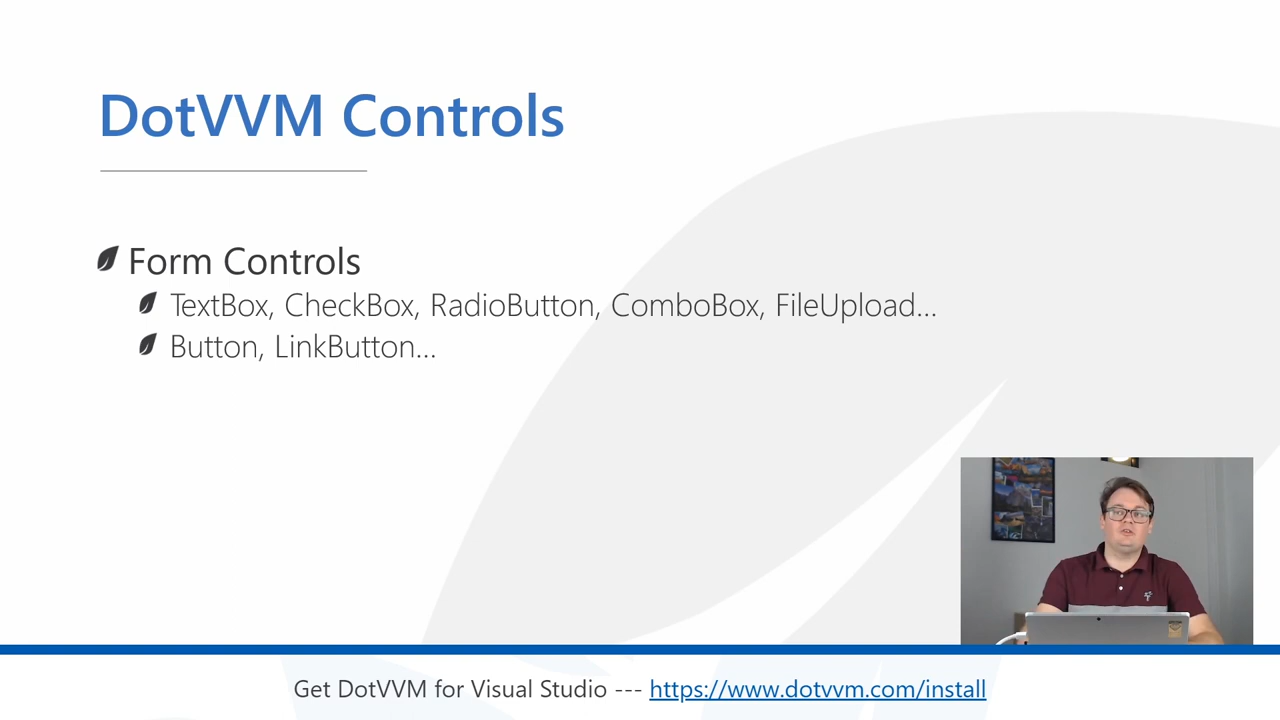 DotVVM Controls
Form Controls
TextBox, CheckBox, RadioButton, ComboBox, FileUpload...
Button, LinkButton...
Get DotVVM for Visual Studio --- https://www.dotvvm.com/install